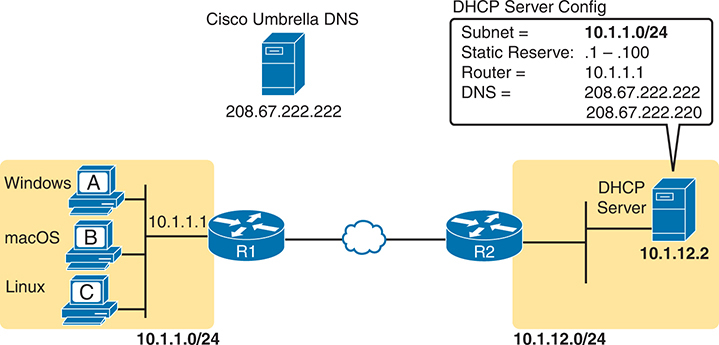 Cisco Umbrella DNS
208.67.222.222
DHCP Server Config
Subnet = 10.1.1.0/24
Static Reserve: .1 – .100
Router = 10.1.1.1
DNS = 208.67.222.222
208.67.222.220
Windows A
macOS B
Linux C
10.1.1.1
R1
R2
DHCP
Server
10.1.12.2
10.1.1.0/24
10.1.12.0/24